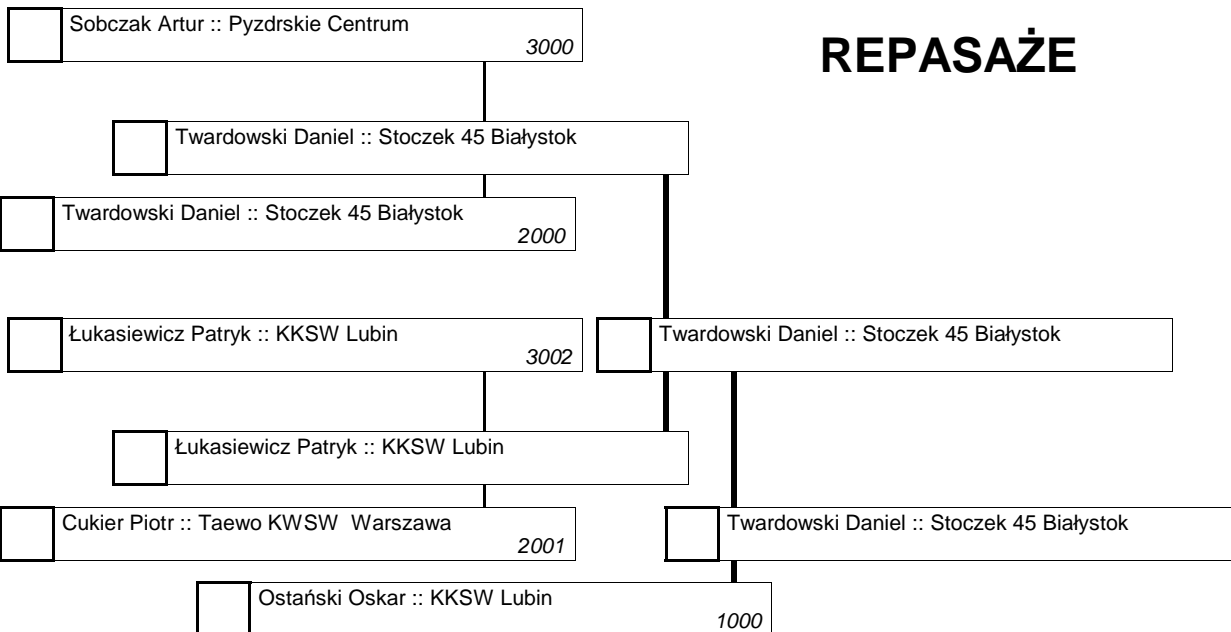 Sobczak Artur :: Pyzdrskie Centrum
3000
REPASAŻE
Twardowski Daniel :: Stoczek 45 Białystok
Twardowski Daniel :: Stoczek 45 Białystok
2000
Łukasiewicz Patryk :: KKSW Lubin
3002
Twardowski Daniel :: Stoczek 45 Białystok
Łukasiewicz Patryk :: KKSW Lubin
Cukier Piotr :: Taewo KWSW Warszawa
2001
Twardowski Daniel :: Stoczek 45 Białystok
Ostański Oskar :: KKSW Lubin
1000